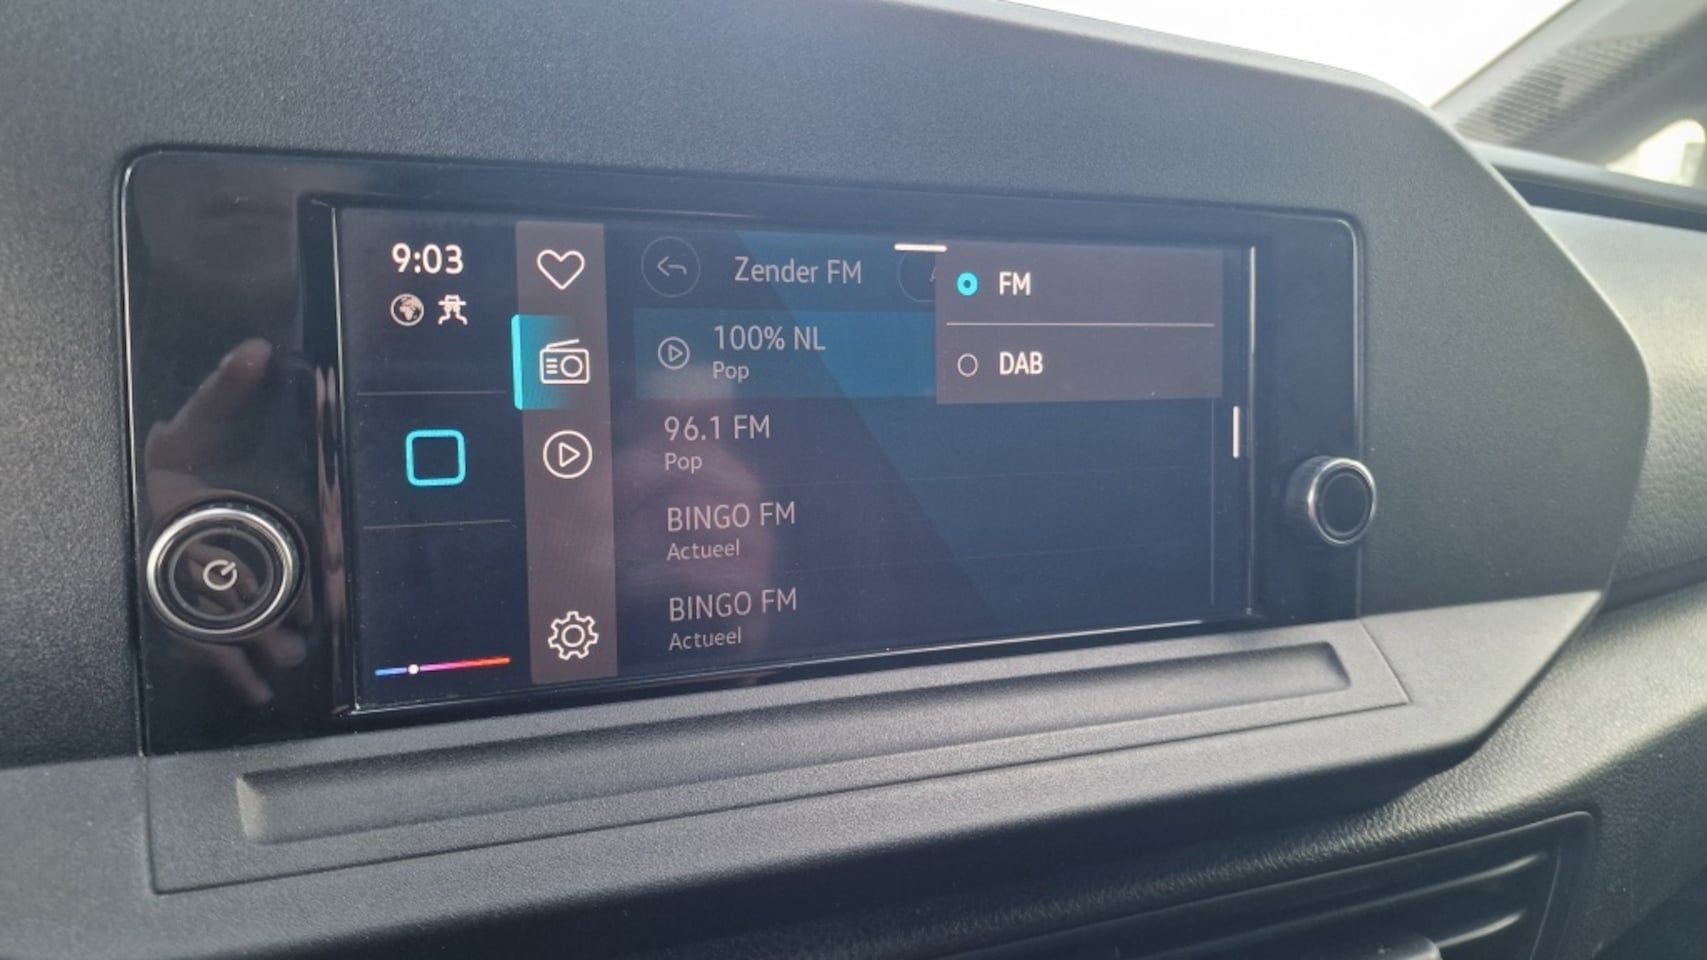 9:03
Zender FM
FM
100% NL
Pop
DAB
96.1 FM
Pop
BINGO FM
Actueel
BINGO FM
Actueel